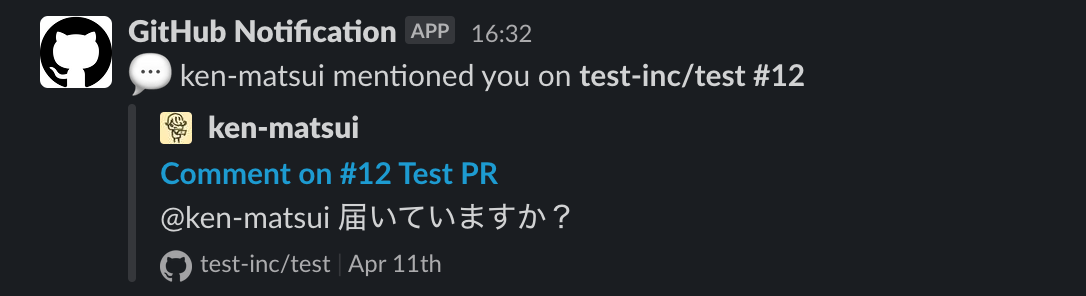 GitHub Notification APP 16:32
💬 ken-matsui mentioned you on test-inc/test #12
ken-matsui
Comment on #12 Test PR
@ken-matsui 届いていますか？
test-inc/test | Apr 11th